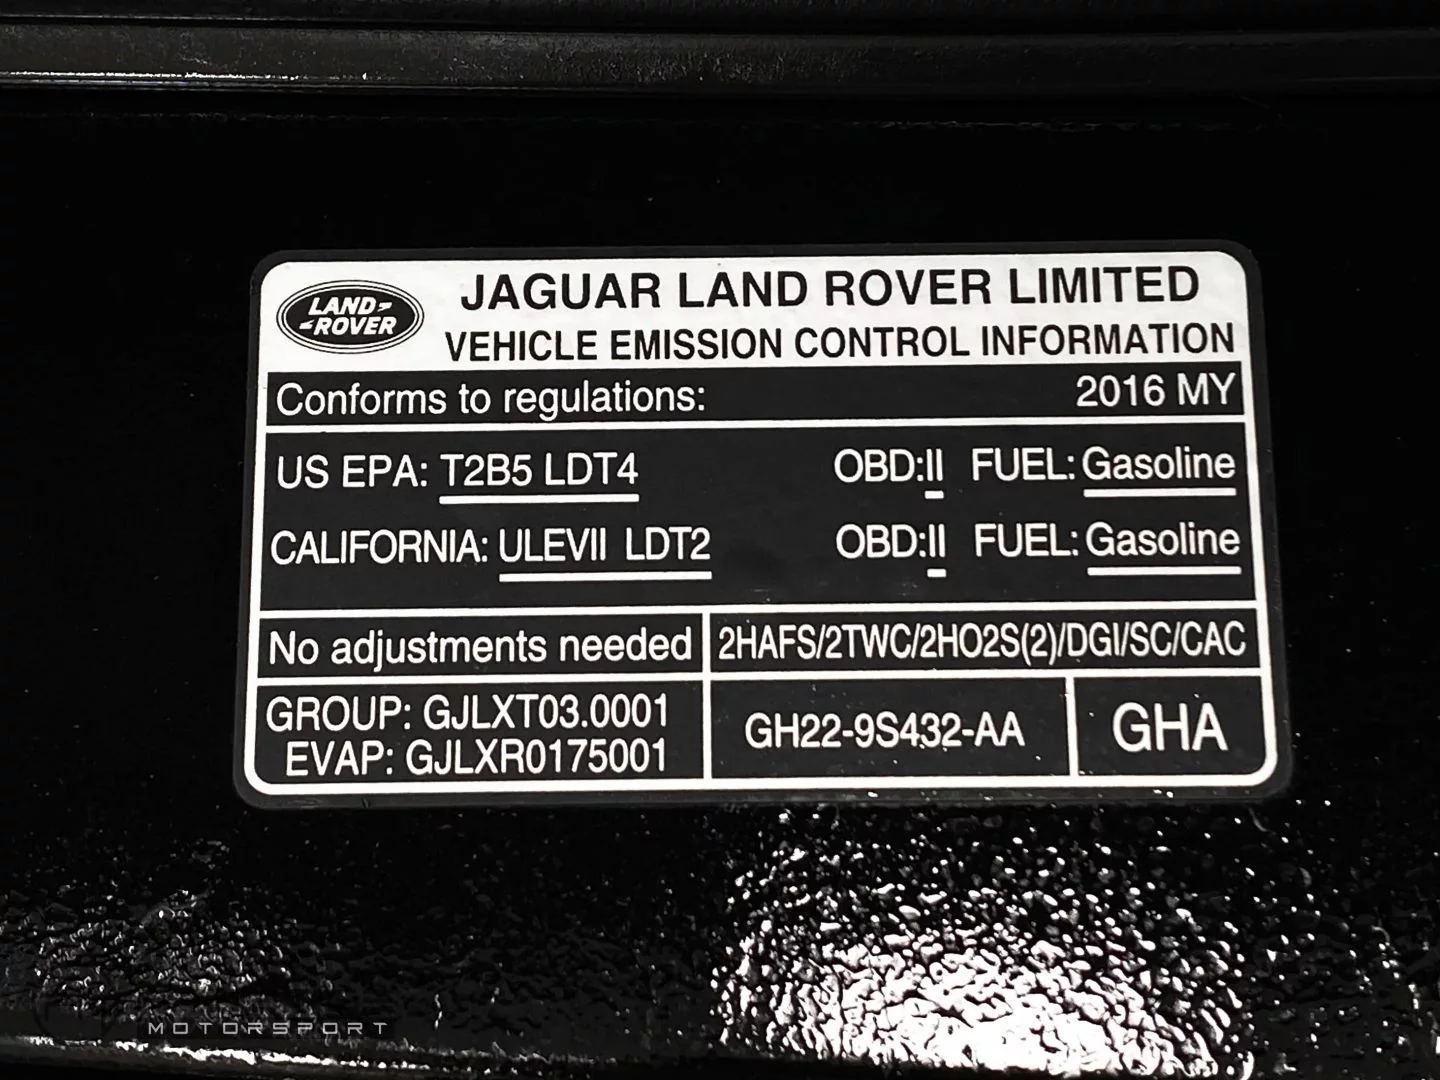 LAND
ROVER
JAGUAR LAND ROVER LIMITED
VEHICLE EMISSION CONTROL INFORMATION
Conforms to regulations: 2016 MY
US EPA: T2B5 LDT4 OBD:II FUEL: Gasoline
CALIFORNIA: ULEVII LDT2 OBD:II FUEL: Gasoline
No adjustments needed 2HAFS/2TWC/2HO2S(2)/DGI/SC/CAC
GROUP: GJLXT03.0001
EVAP: GJLXR0175001
GH22-9S432-AA GHA
MOTORSPORT